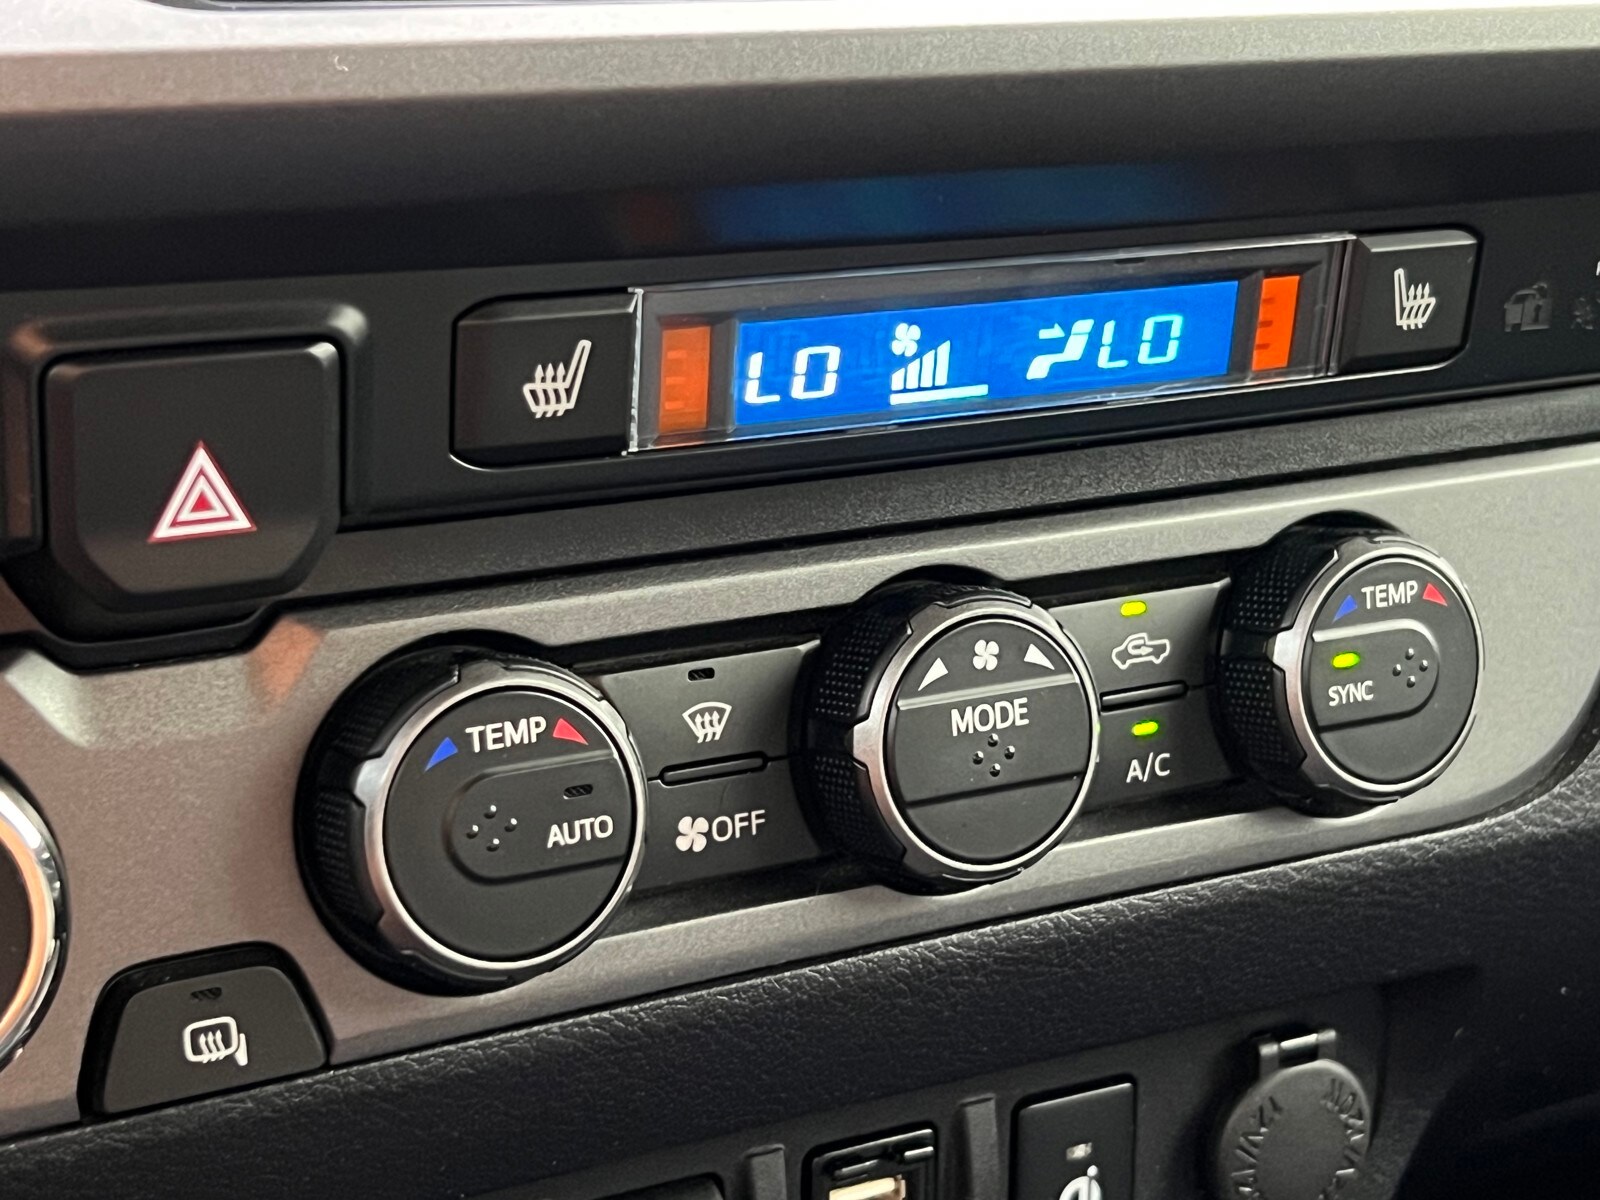 LO LO
TEMP
SYNC
TEMP
MODE
A/C
AUTO
OFF